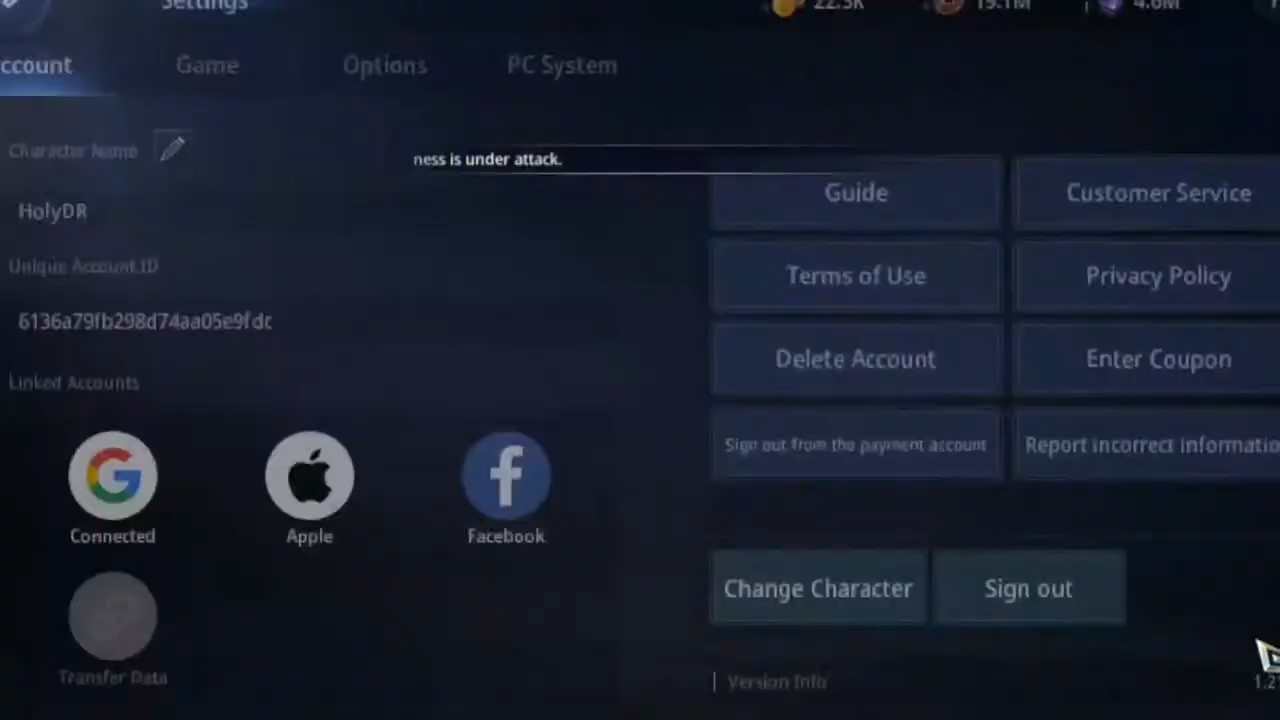 Settings
22.3K 19.1M 4.6M
ccount Game Options PC System
Character Name
ness is under attack.
HolyDR
Unique Account ID
Linked Accounts
Connected Apple Facebook
Transfer Data
Guide Customer Service
Terms of Use Privacy Policy
Delete Account Enter Coupon
Sign out from the payment account Report incorrect informatio
Change Character Sign out
Version Info